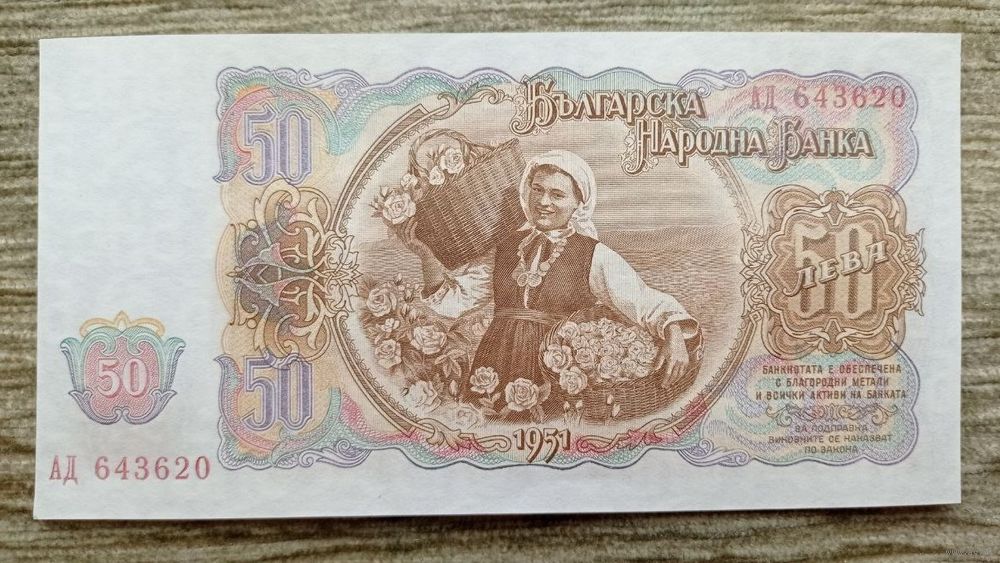 50
Българска
Народна Банка
АД 643620
50
ЛЕВА
50
50
БАНКНОТАТА Е ОБЕСПЕЧЕНА
С БЛАГОРОДНИ МЕТАЛИ
И ВСИЧКИ АКТИВИ НА БАНКАТА
ЗА ПОДПРАВКА
ВИНОВНИТЕ СЕ НАКАЗВАТ
ПО ЗАКОНА
1951
АД 643620